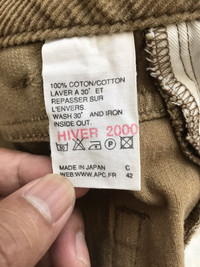 100% COTON/COTTON
LAVER A 30° ET
REPASSER SUR
L'ENVERS.
WASH 30° AND IRON
INSIDE OUT.
HIVER 2000
P
MADE IN JAPAN C
WEB:WWW.APC.FR 42